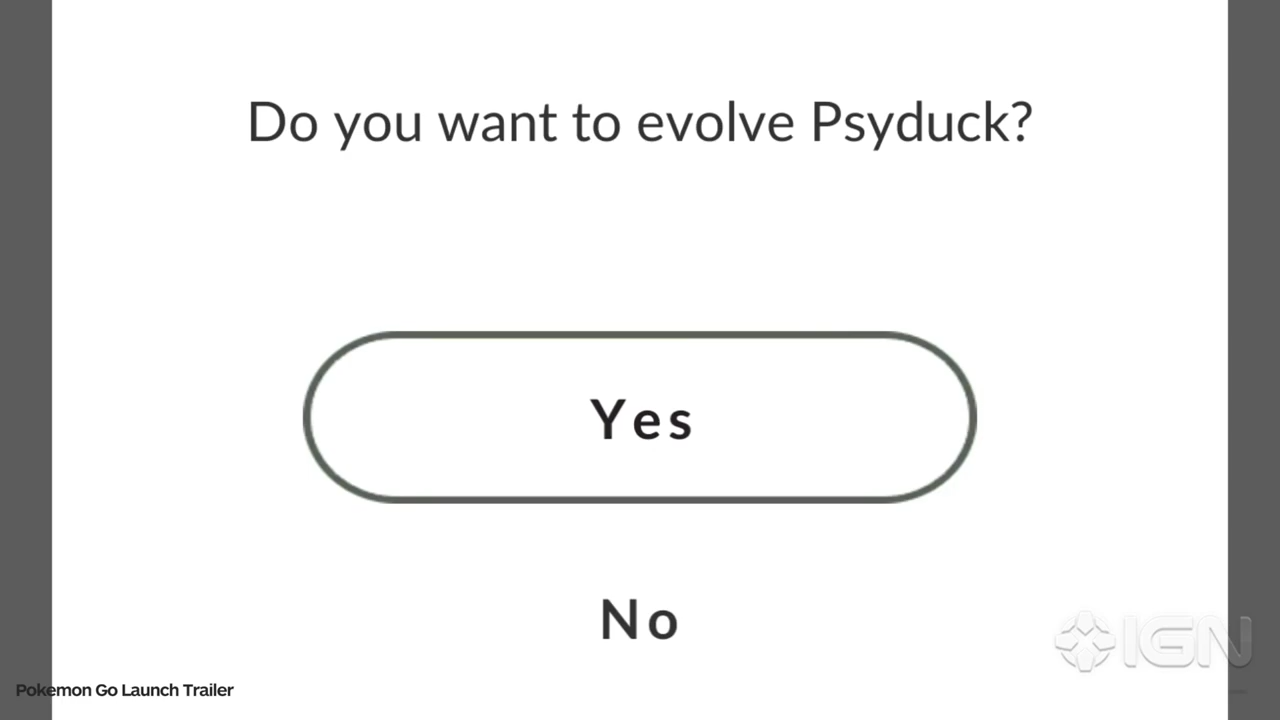 Do you want to evolve Psyduck?
Yes
No
IGN
Pokemon Go Launch Trailer